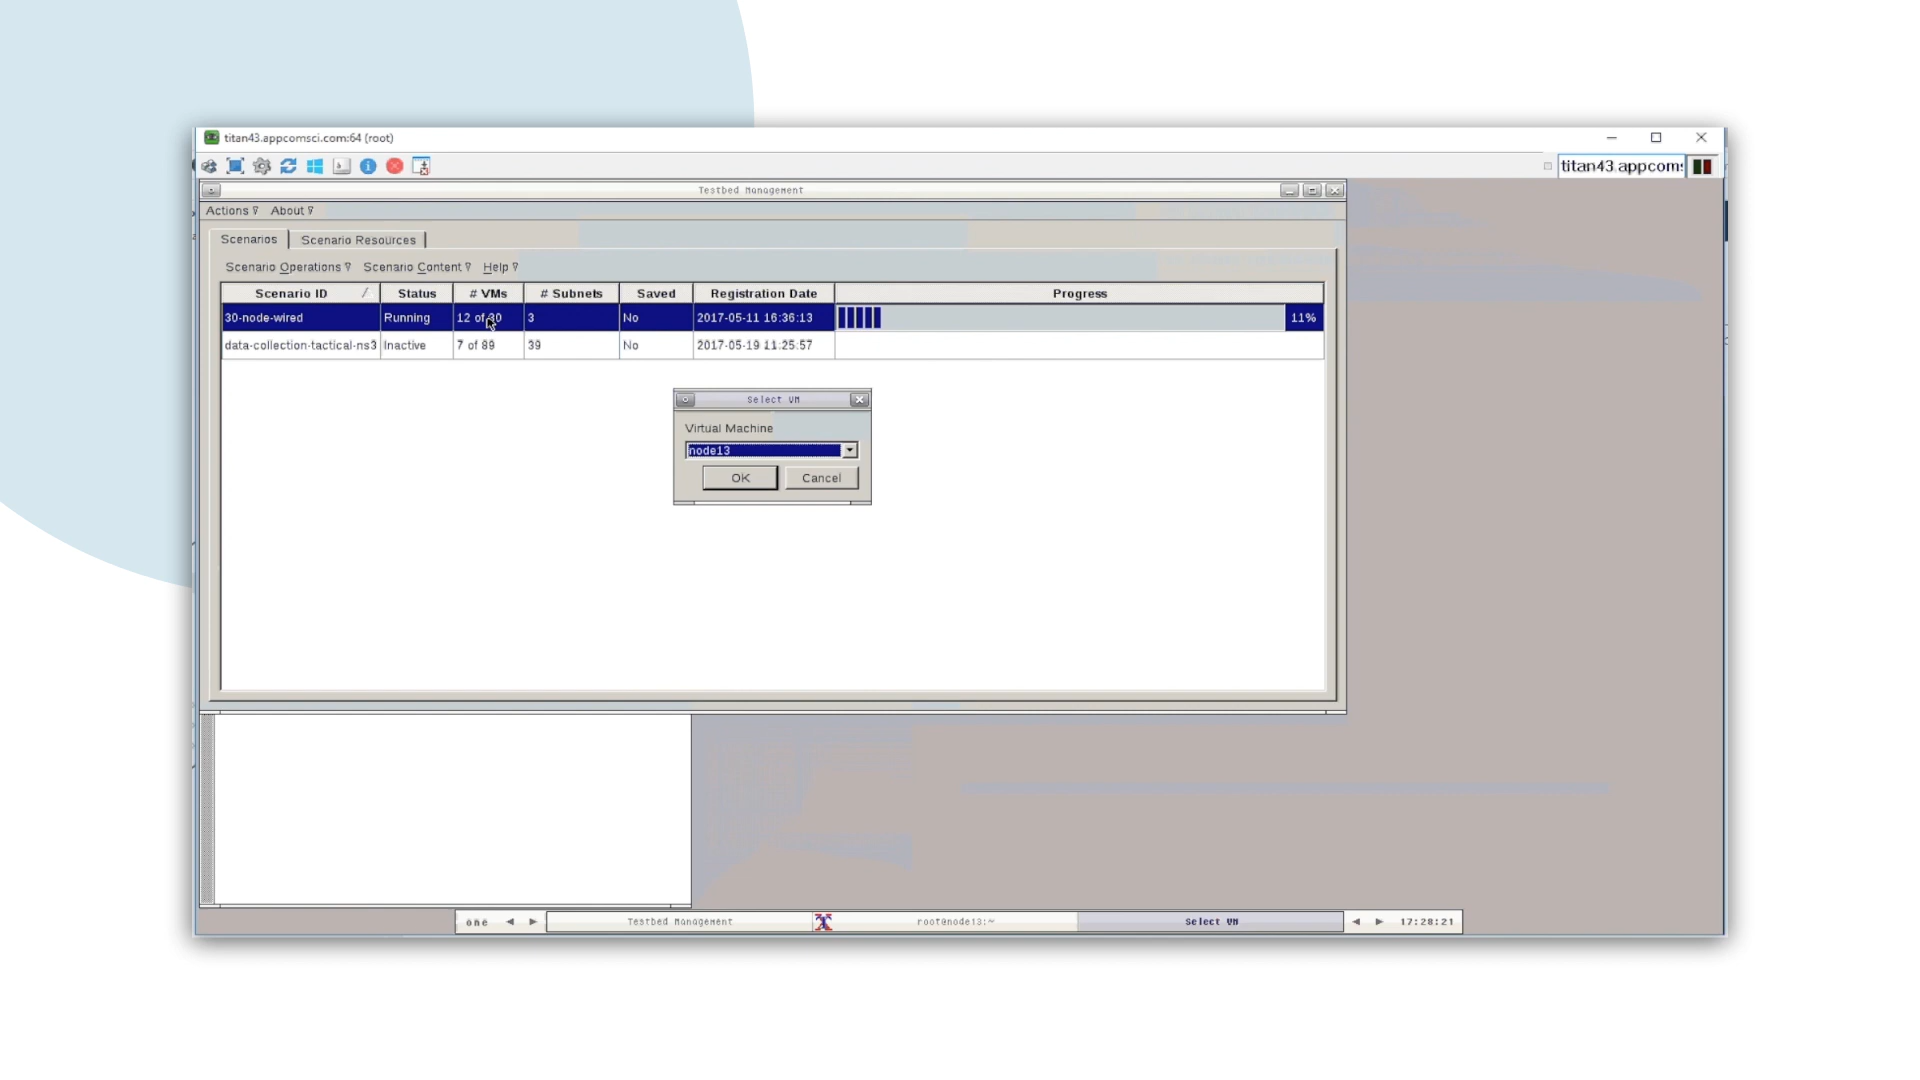 titan43.appcomsci.com:64 (root)
titan43.appcom:
Testbed Management
Actions About
Scenarios Scenario Resources
Scenario Operations Scenario Content Help
Scenario ID Status # VMs # Subnets Saved Registration Date Progress
30-node-wired Running 12 of 30 3 No 2017-05-11 16:36:13 11%
data-collection-tactical-ns3 Inactive 7 of 89 39 No 2017-05-19 11:25:57
Select VM
Virtual Machine
node13
OK Cancel
one Testbed Management root@node13:~ Select VM 17:28:21